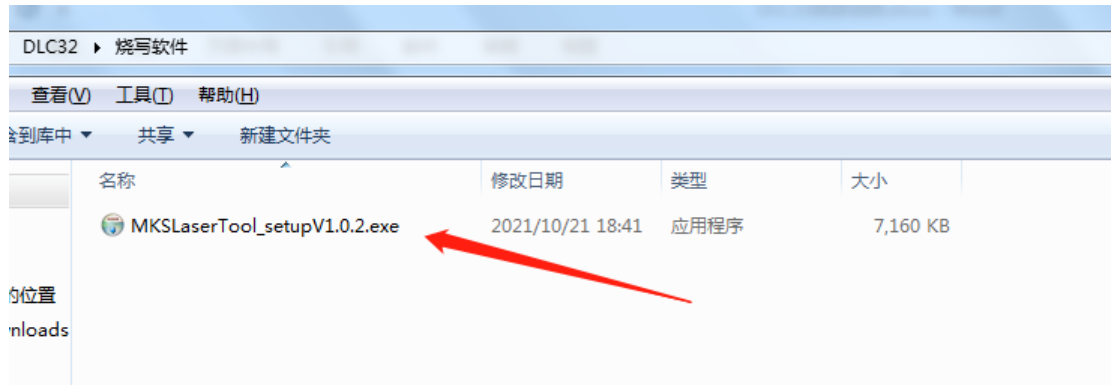 DLC32 ▸ 烧写软件
查看(V) 工具(T) 帮助(H)
含到库中 ▼ 共享 ▼ 新建文件夹
名称 修改日期 类型 大小
MKSLaserTool_setupV1.0.2.exe 2021/10/21 18:41 应用程序 7,160 KB
的位置
wnloads